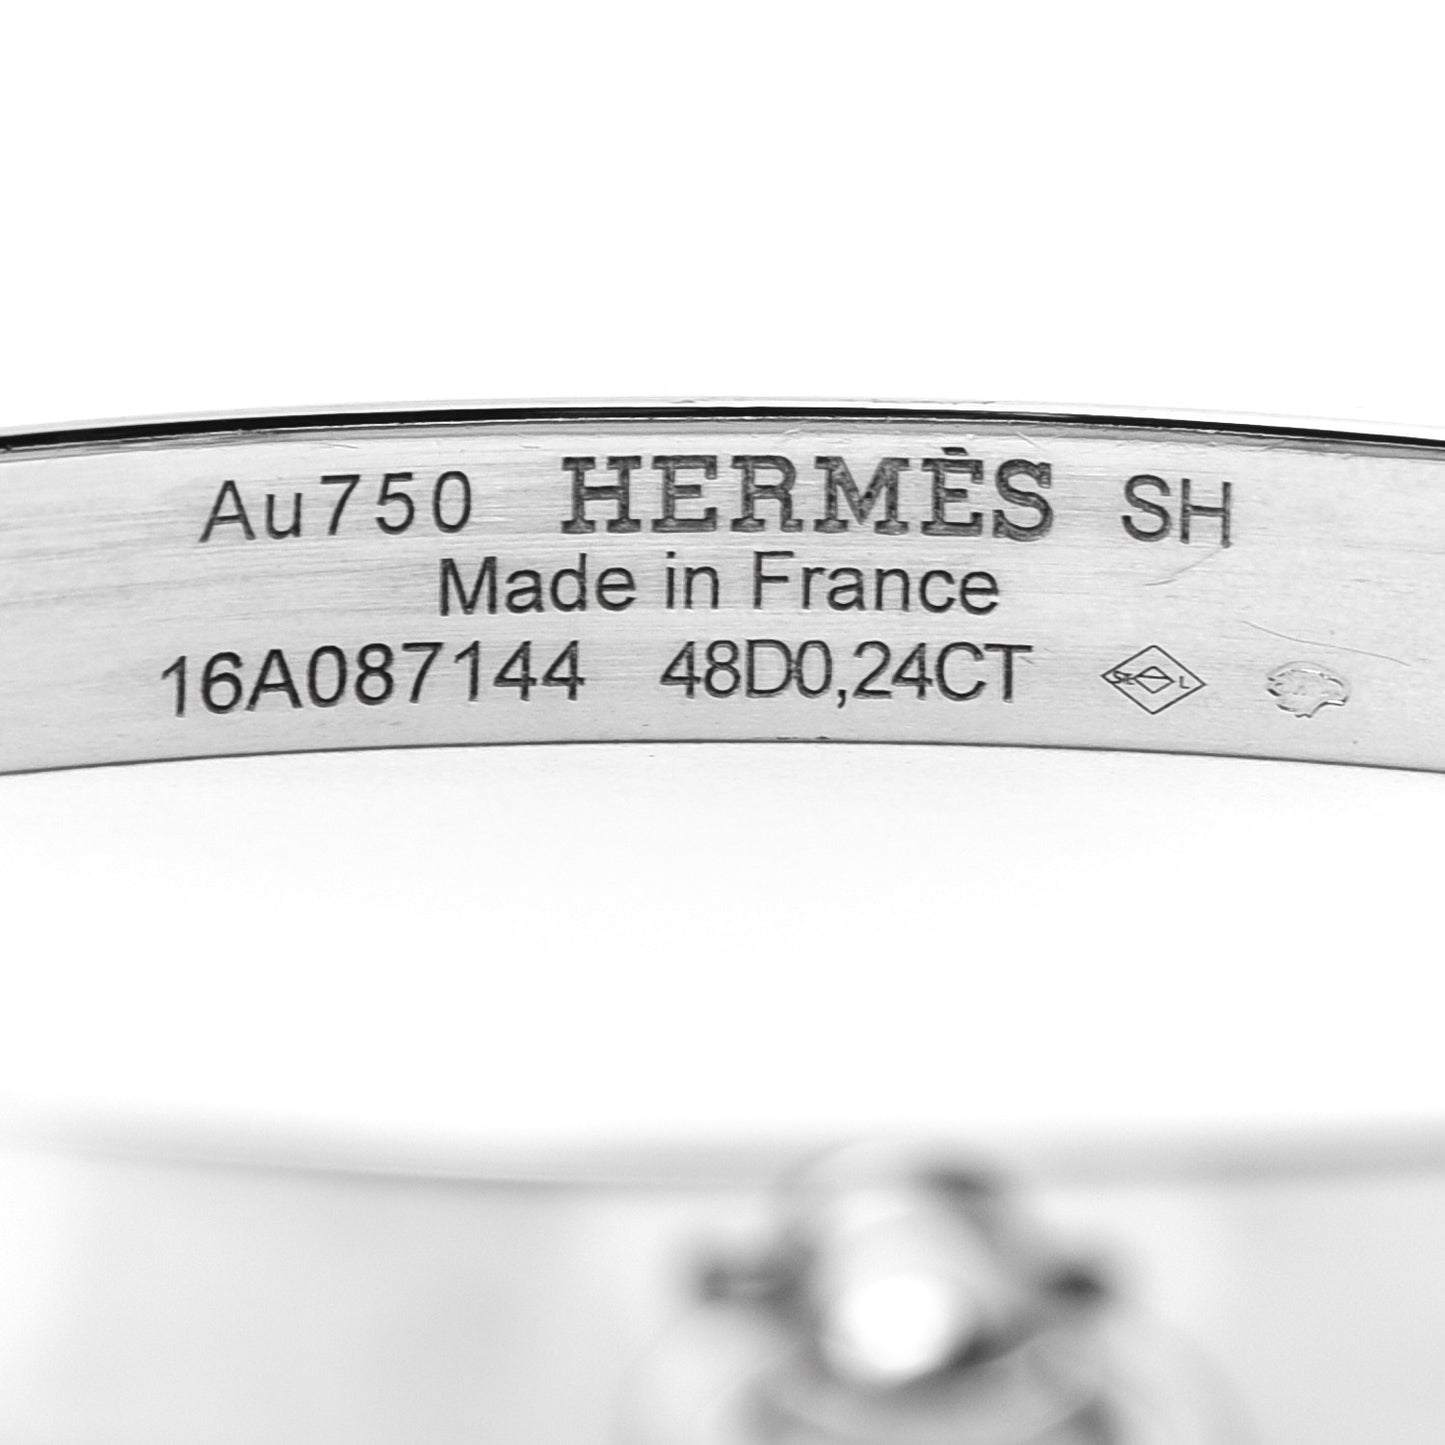 Au750 HERMÈS SH
Made in France
16A087144 48D0,24CT